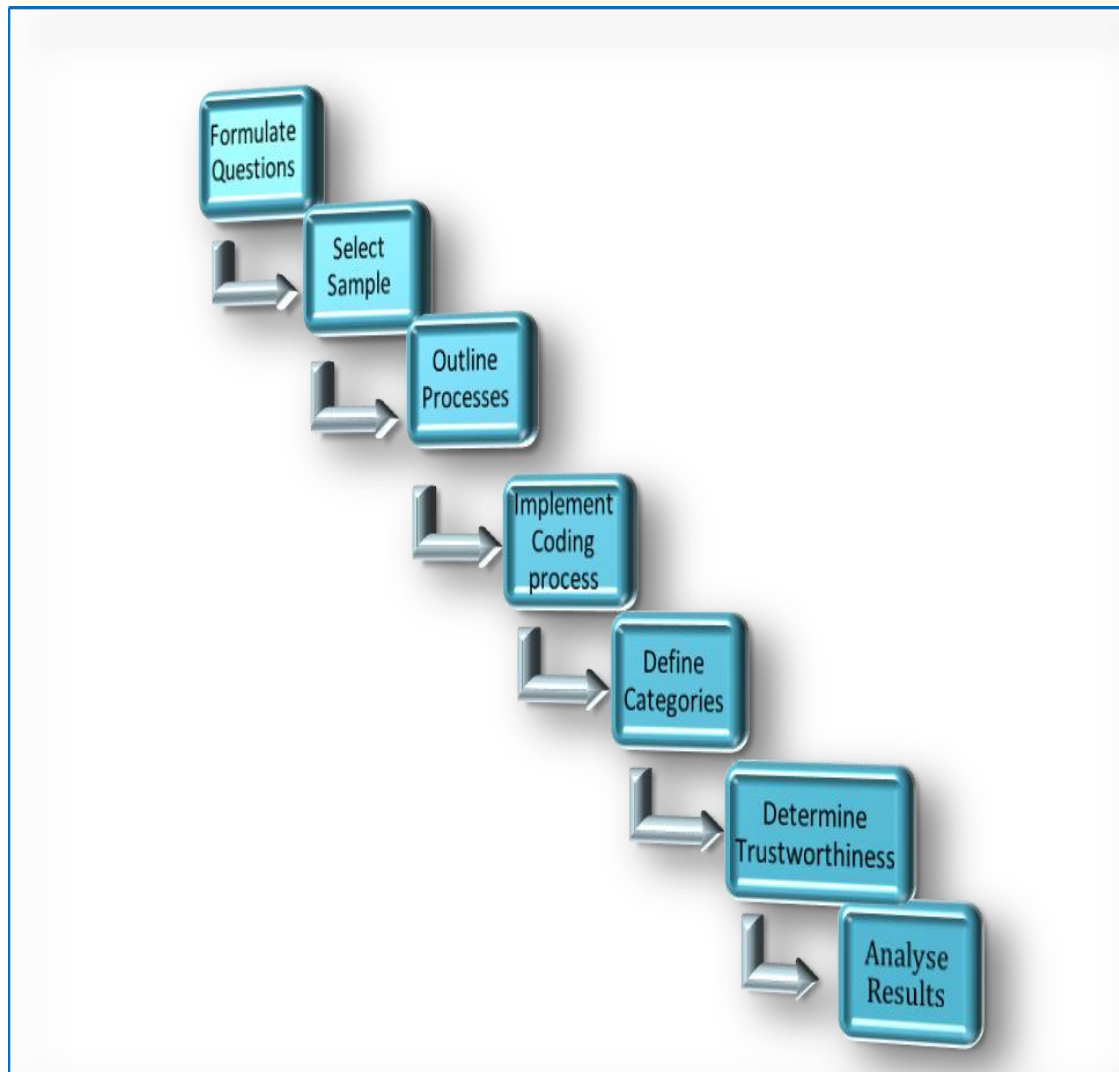 Formulate
Questions
Select
Sample
Outline
Processes
Implement
Coding
process
Define
Categories
Determine
Trustworthiness
Analyse
Results